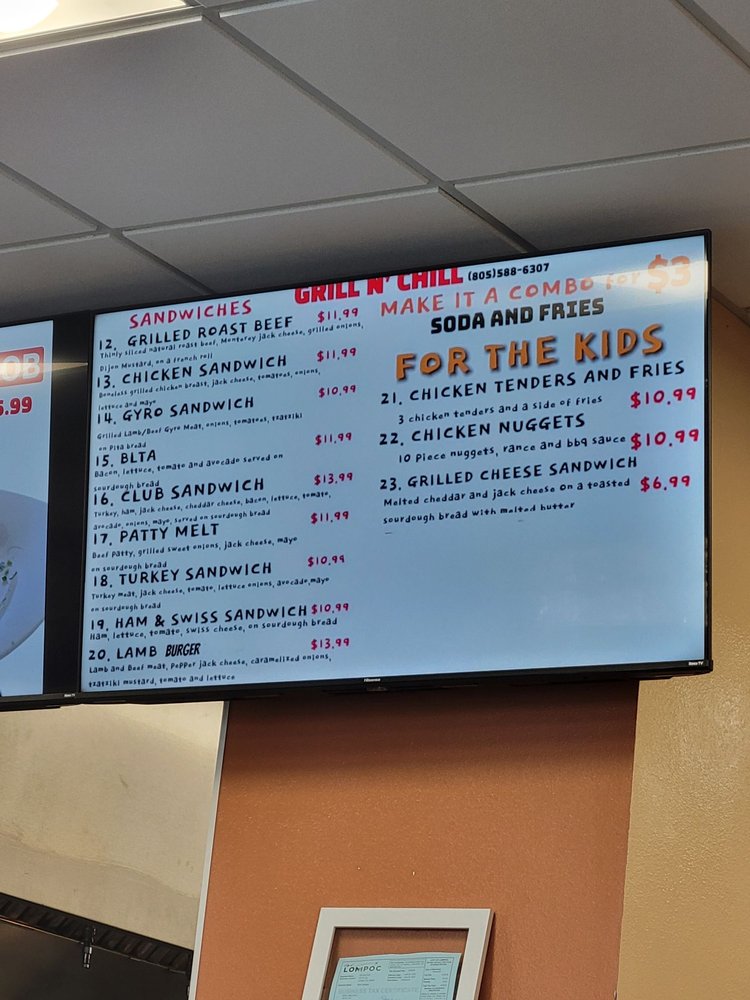 OB
5.99
GRILL N' CHILL (805)588-6307
SANDWICHES
12. GRILLED ROAST BEEF $11.99
Thinly sliced natural roast beef, Monterey jack cheese, grilled onions,
Dijon Mustard, on a french roll
13. CHICKEN SANDWICH $11.99
Boneless grilled chicken breast, jack cheese, tomatoes, onions,
lettuce and mayo
14. GYRO SANDWICH $10.99
Grilled Lamb/Beef Gyro Meat, onions, tomatoes, tzatziki
on Pita bread
15. BLTA $11.99
Bacon, lettuce, tomato and avocado served on
sourdough bread
16. CLUB SANDWICH $13.99
Turkey, ham, jack cheese, cheddar cheese, bacon, lettuce, tomato,
avocado, onions, mayo, served on sourdough bread
17. PATTY MELT $11.99
Beef Patty, grilled sweet onions, jack cheese, mayo
on sourdough bread
18. TURKEY SANDWICH $10.99
Turkey meat, jack cheese, tomato, lettuce onions, avocado,mayo
on sourdough bread
19. HAM & SWISS SANDWICH $10.99
Ham, lettuce, tomato, swiss cheese, on sourdough bread
20. LAMB BURGER $13.99
Lamb and Beef meat, Pepper jack cheese, caramelized onions,
tzatziki mustard, tomato and lettuce
MAKE IT A COMBO for $3
SODA AND FRIES
FOR THE KIDS
21. CHICKEN TENDERS AND FRIES
3 chicken tenders and a side of fries $10.99
22. CHICKEN NUGGETS
10 Piece nuggets, rance and bbq sauce $10.99
23. GRILLED CHEESE SANDWICH
Melted cheddar and jack cheese on a toasted $6.99
sourdough bread with melted butter
Roku TV
Hisense
Roku TV
LOMPOC
BUSINESS TAX CERTIFICATE